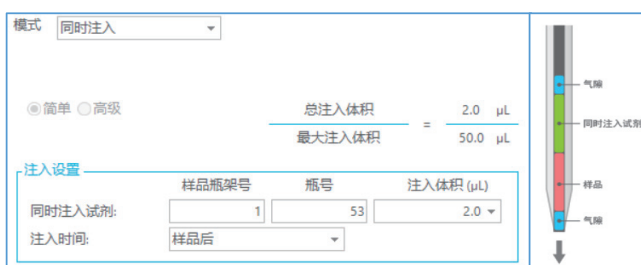 模式 同时注入
简单 高级
总注入体积 = 2.0 μL
最大注入体积 50.0 μL
注入设置
样品瓶架号 瓶号 注入体积 (μL)
同时注入试剂: 1 53 2.0
注入时间: 样品后
气隙
同时注入试剂
样品
气隙